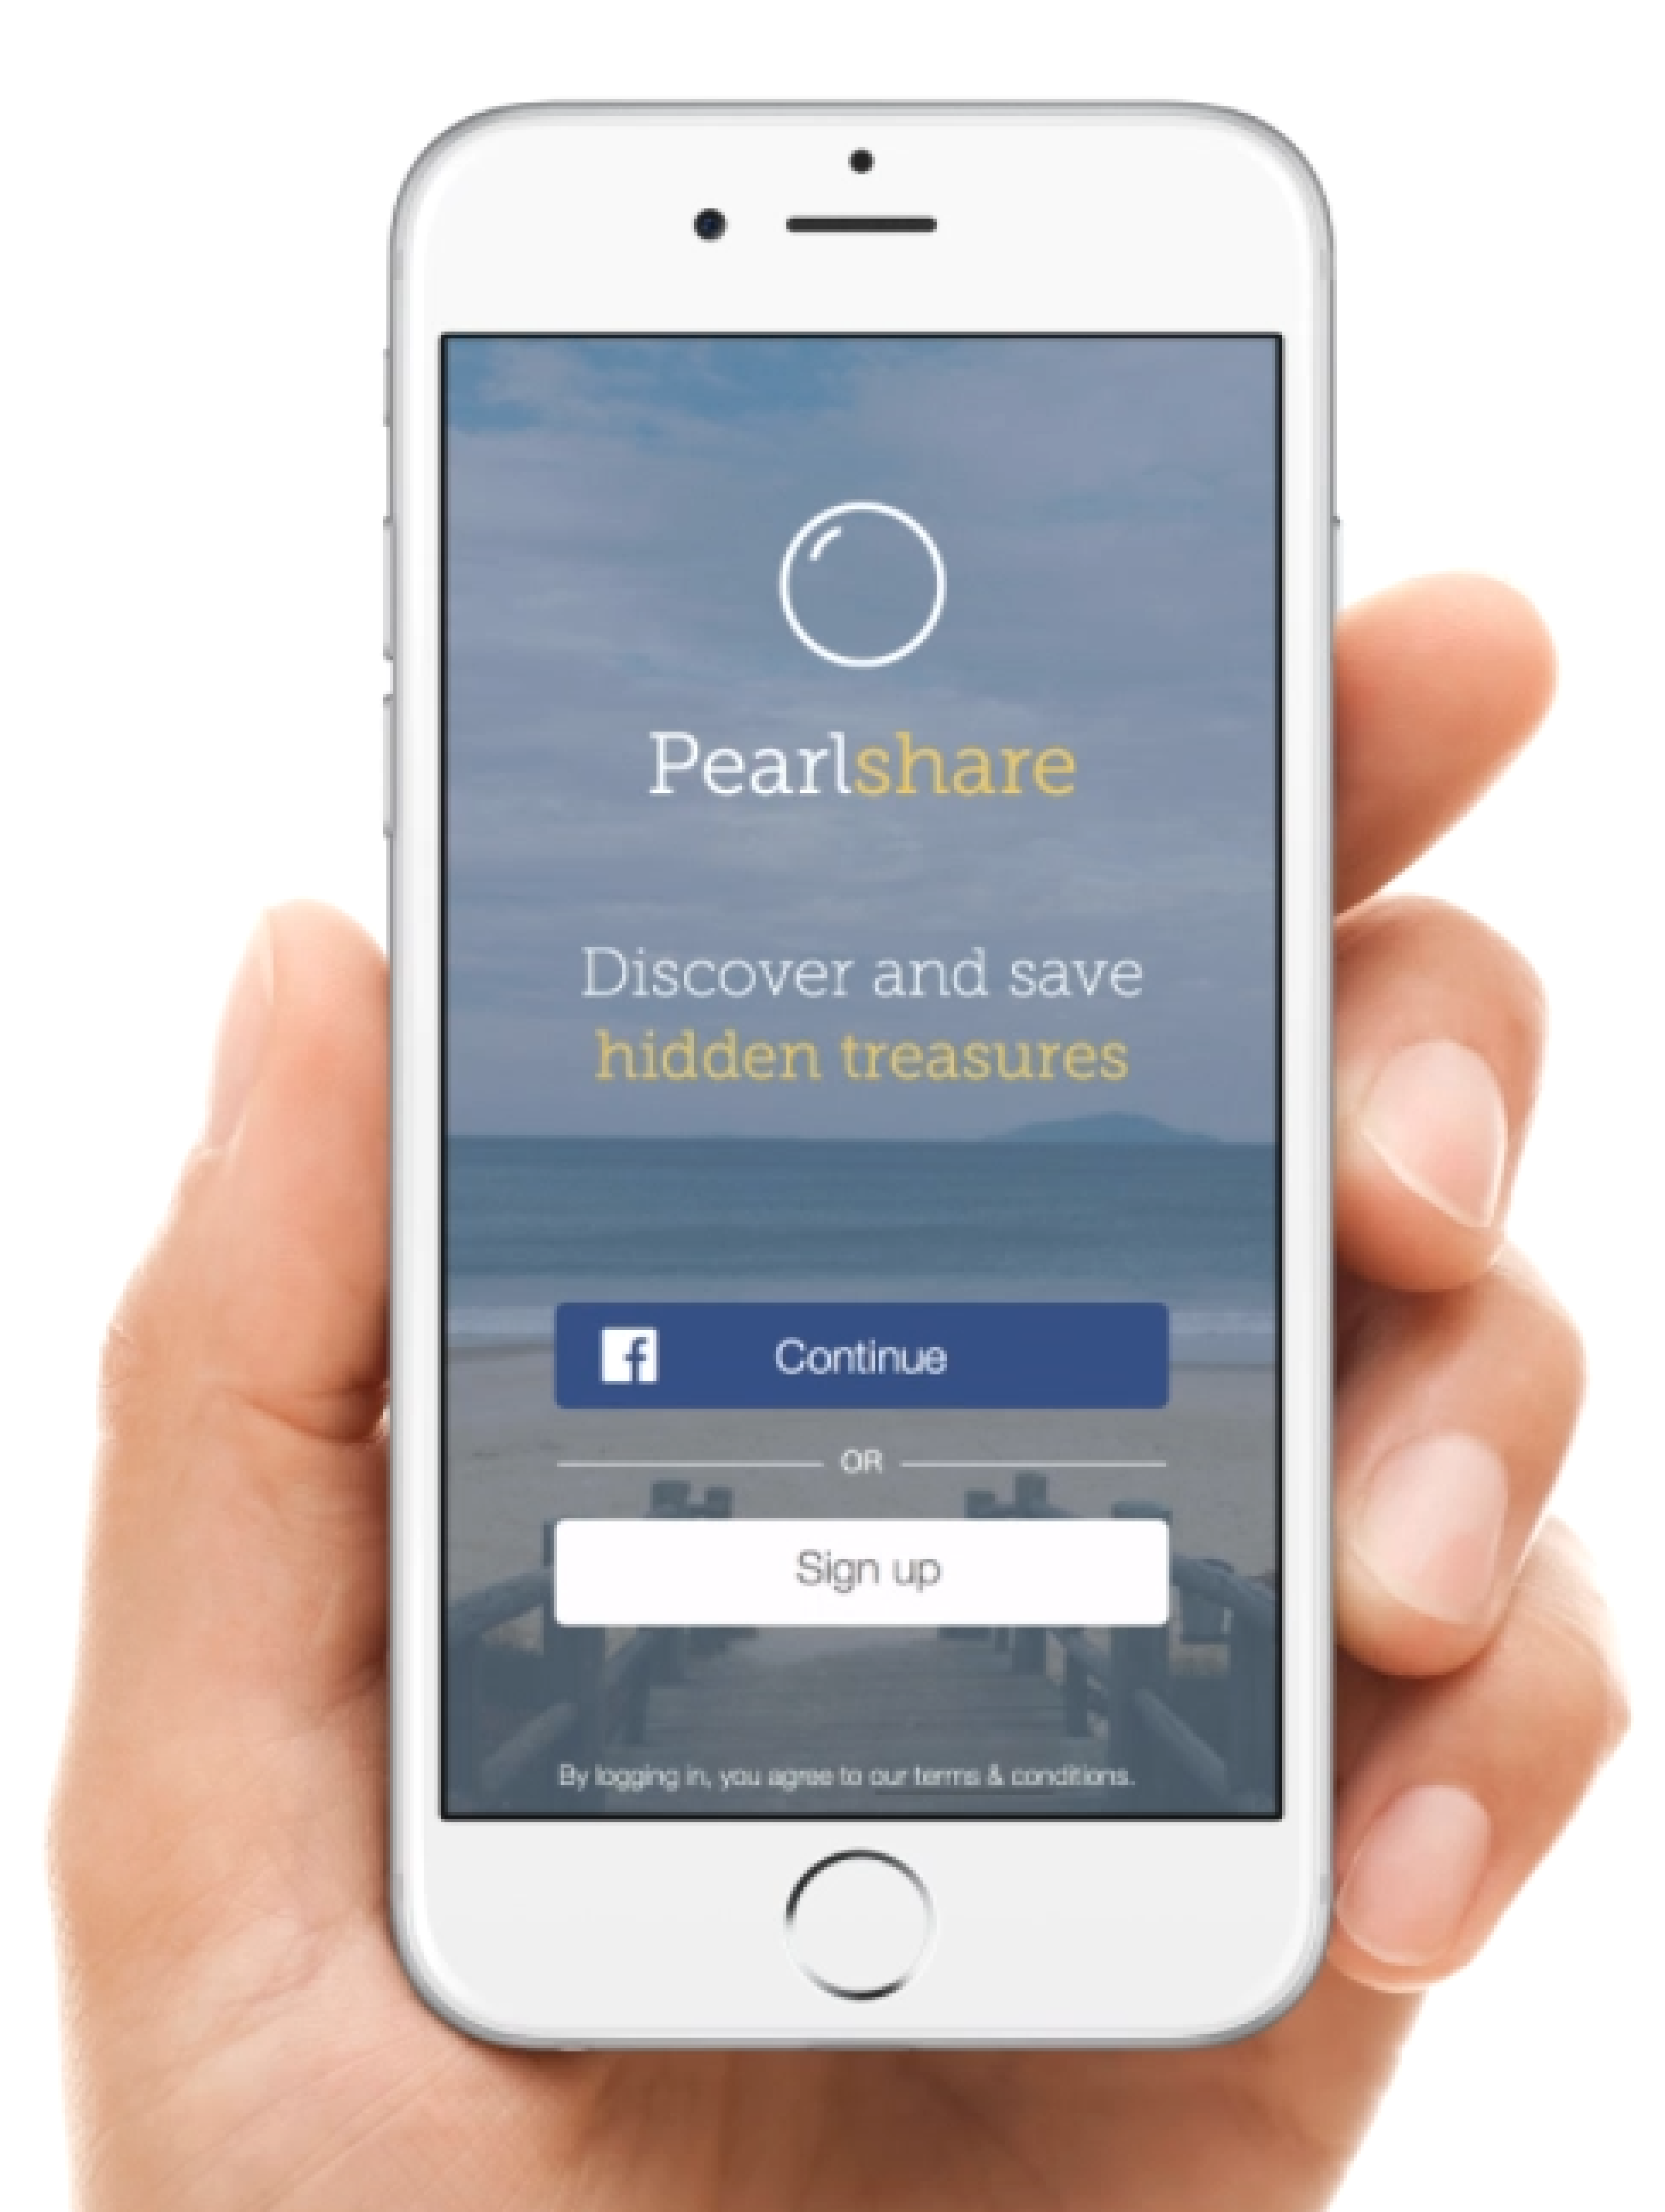 Pearlshare
Discover and save
hidden treasures
f Continue
OR
Sign up
By logging in, you agree to our terms & conditions.